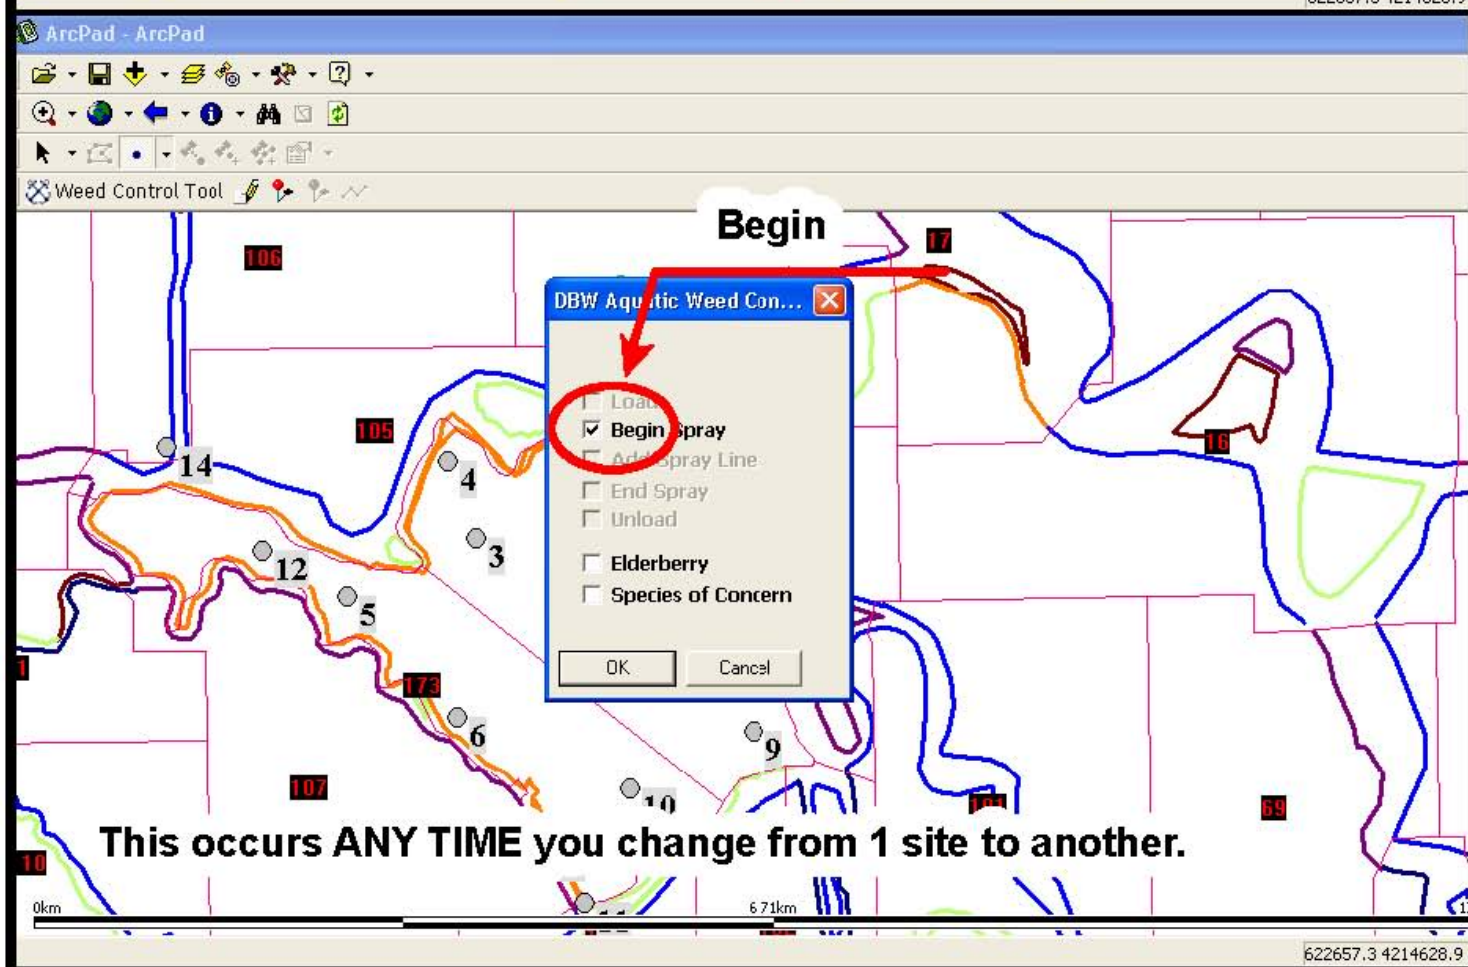 ArcPad - ArcPad
Weed Control Tool
Begin
17
106
DBW Aquatic Weed Con...
Load
105
Begin Spray
16
14
4
Add Spray Line
End Spray
Unload
3
12
Elderberry
5
Species of Concern
1
OK
Cancel
173
6
9
107
10
69
This occurs ANY TIME you change from 1 site to another.
10
0km
6 71km
622657.3 4214628.9